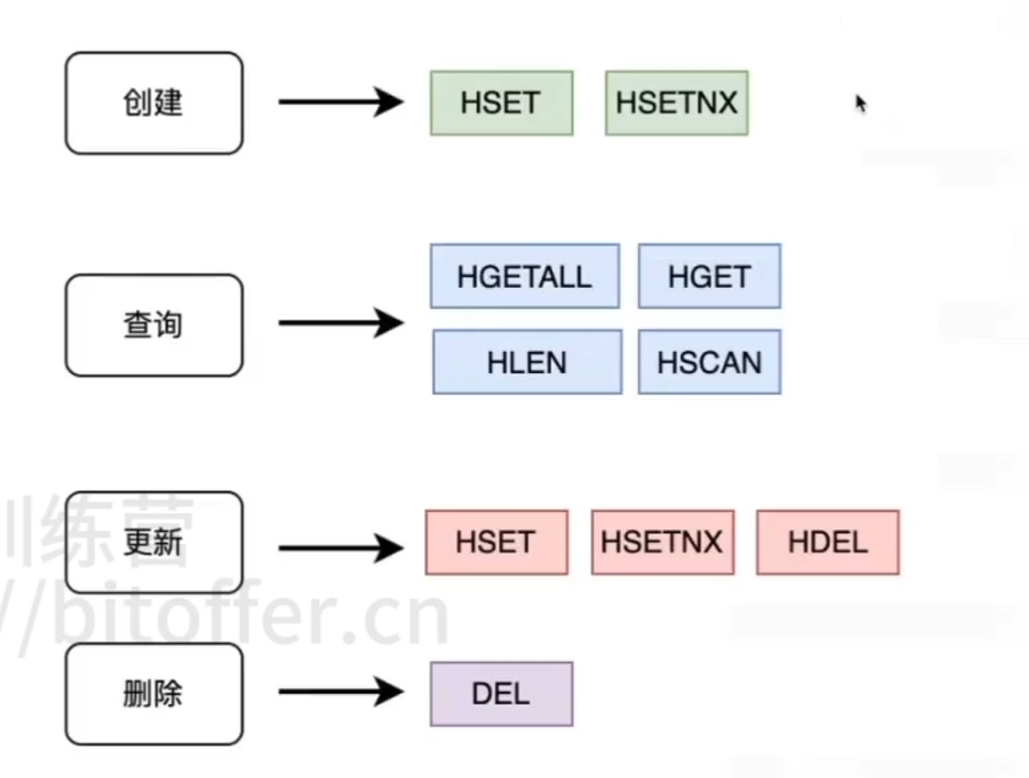 创建
HSET
HSETNX
查询
HGETALL
HGET
HLEN
HSCAN
训练营
更新
HSET
HSETNX
HDEL
//bitoffer.cn
删除
DEL